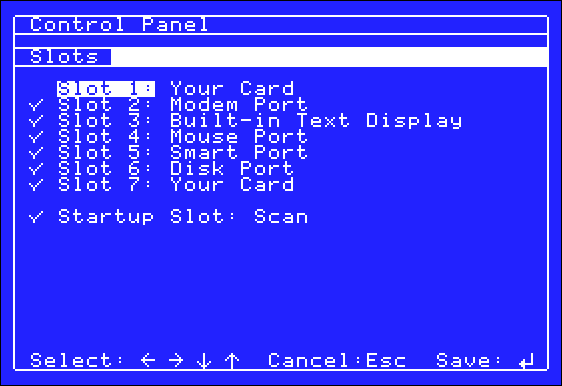 Control Panel
Slots
Slot 1: Your Card
✓ Slot 2: Modem Port
✓ Slot 3: Built-in Text Display
✓ Slot 4: Mouse Port
✓ Slot 5: Smart Port
✓ Slot 6: Disk Port
✓ Slot 7: Your Card
✓ Startup Slot: Scan
Select: ← → ↓ ↑ Cancel:Esc Save: ↵